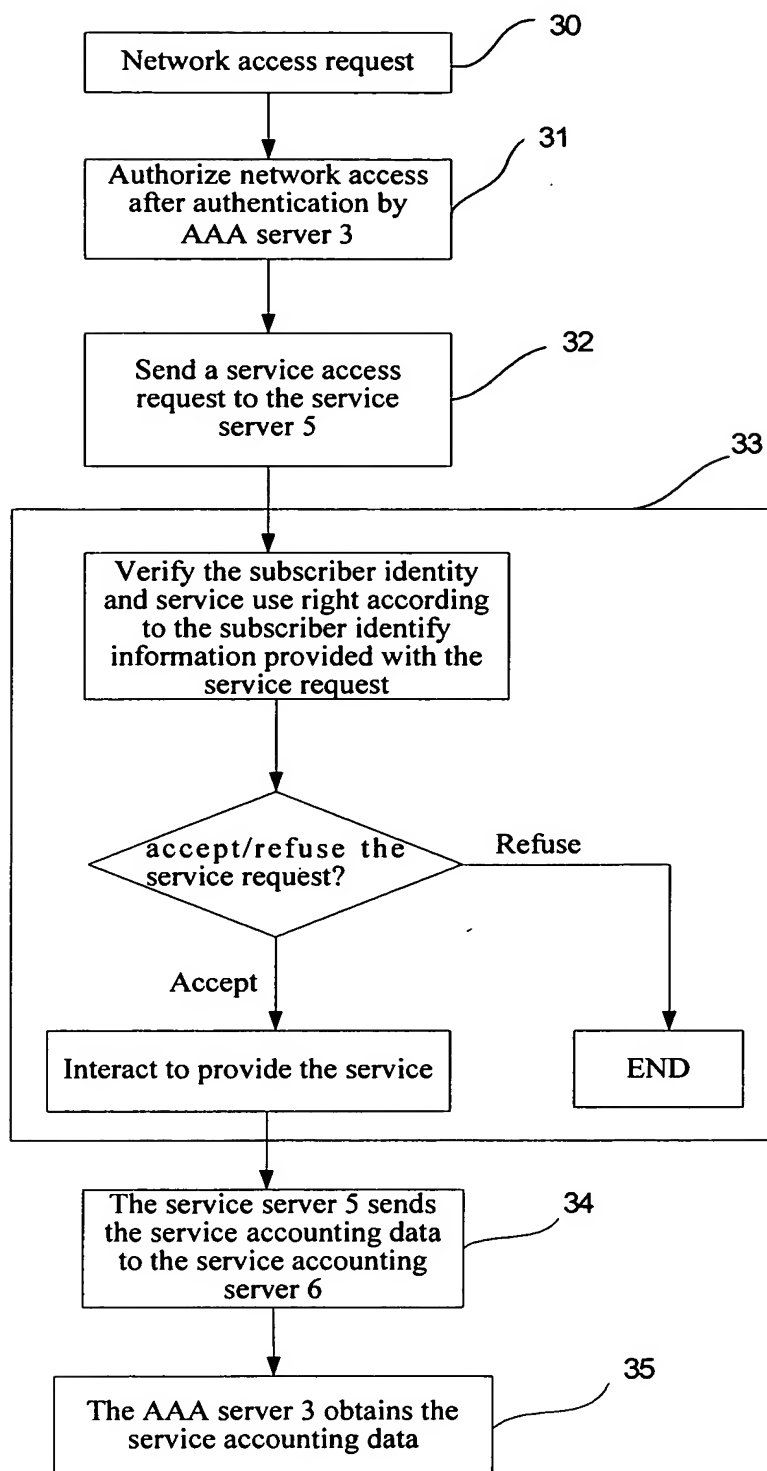 30
Network access request
31
Authorize network access
after authentication by
AAA server 3
32
Send a service access
request to the service
server 5
33
Verify the subscriber identity
and service use right according
to the subscriber identify
information provided with the
service request
accept/refuse the
service request?
Refuse
Accept
Interact to provide the service
END
The service server 5 sends
the service accounting data
to the service accounting
server 6
34
35
The AAA server 3 obtains the
service accounting data